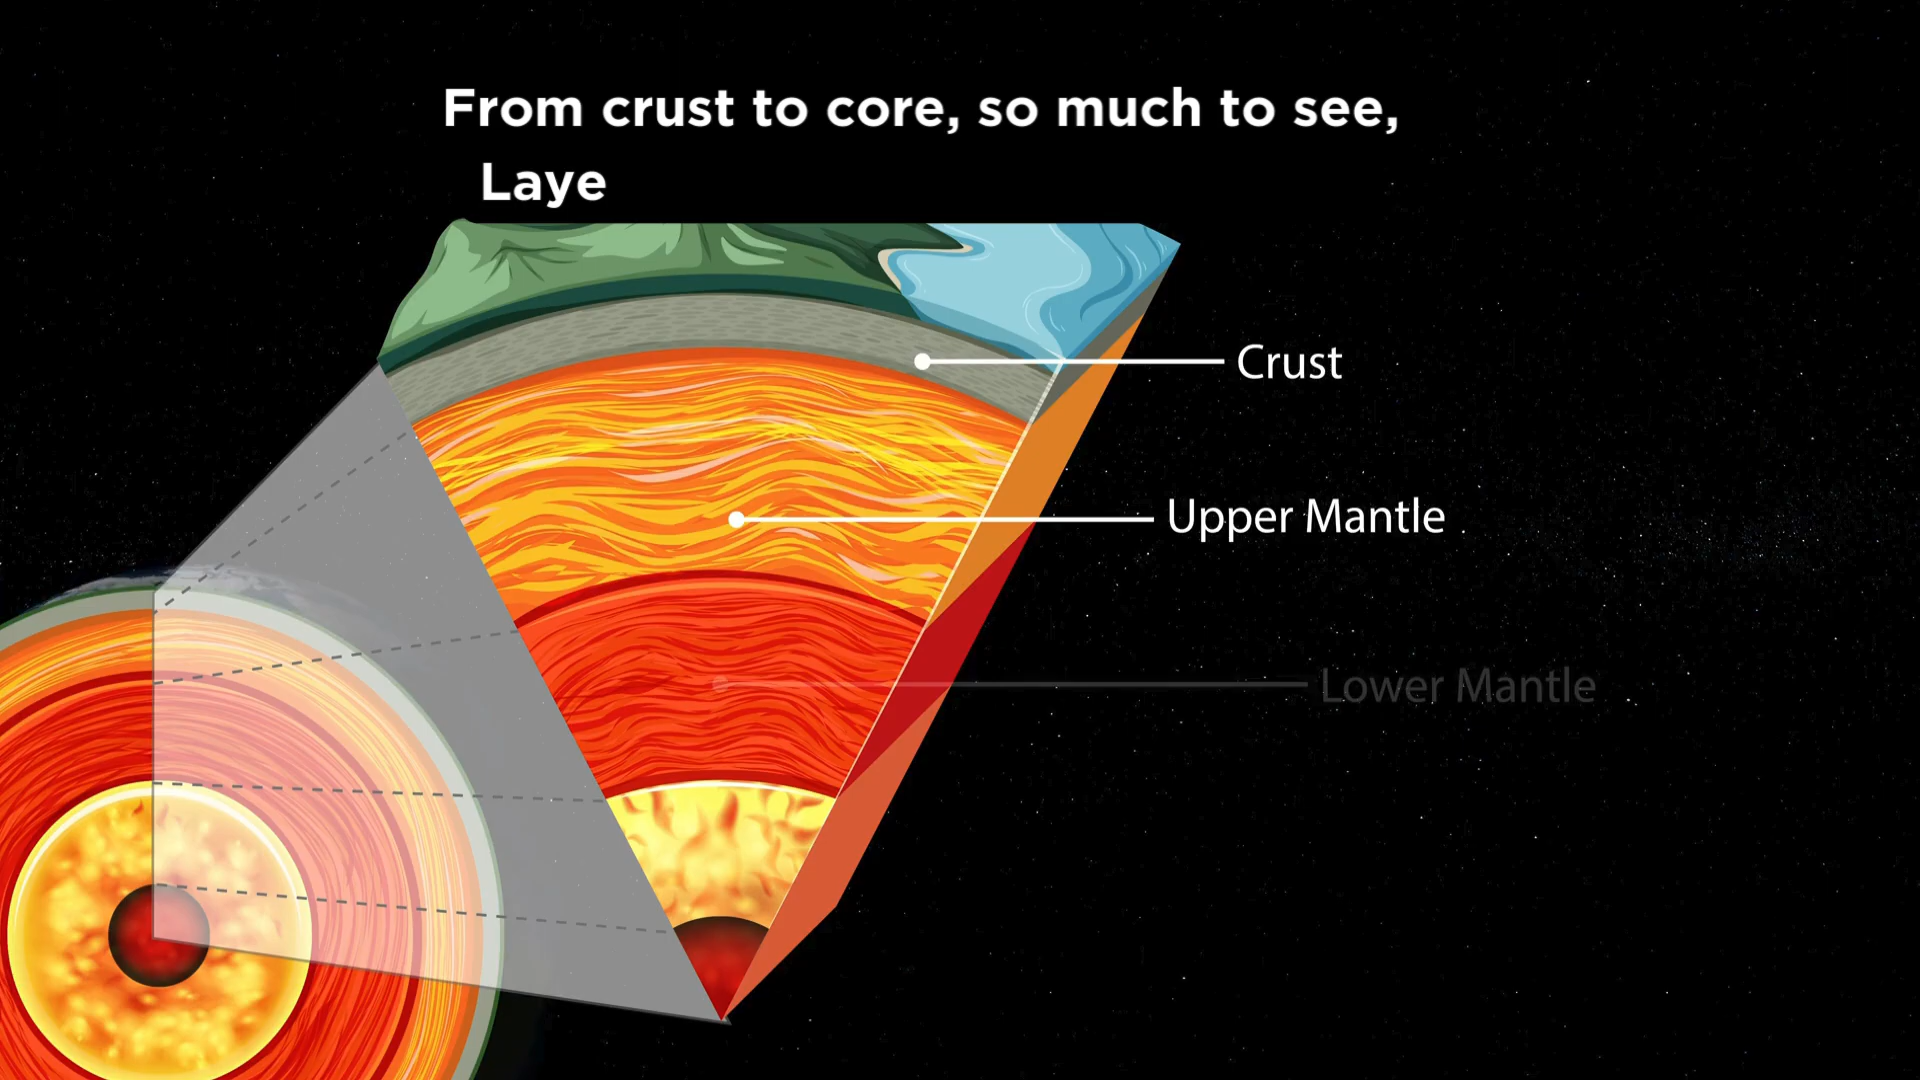 From crust to core, so much to see,
Laye
Crust
Upper Mantle
Lower Mantle